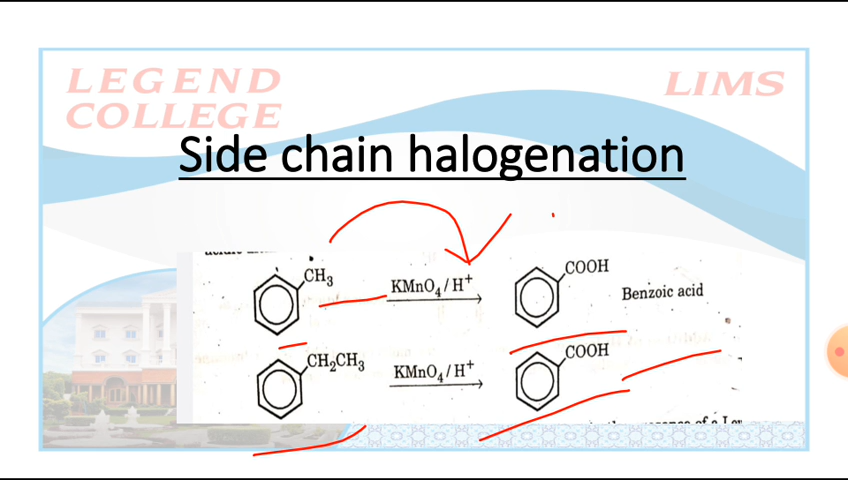 LEGEND
COLLEGE
LIMS
Side chain halogenation
CH₃
KMnO₄/H⁺
COOH
Benzoic acid
CH₂CH₃
KMnO₄/H⁺
COOH